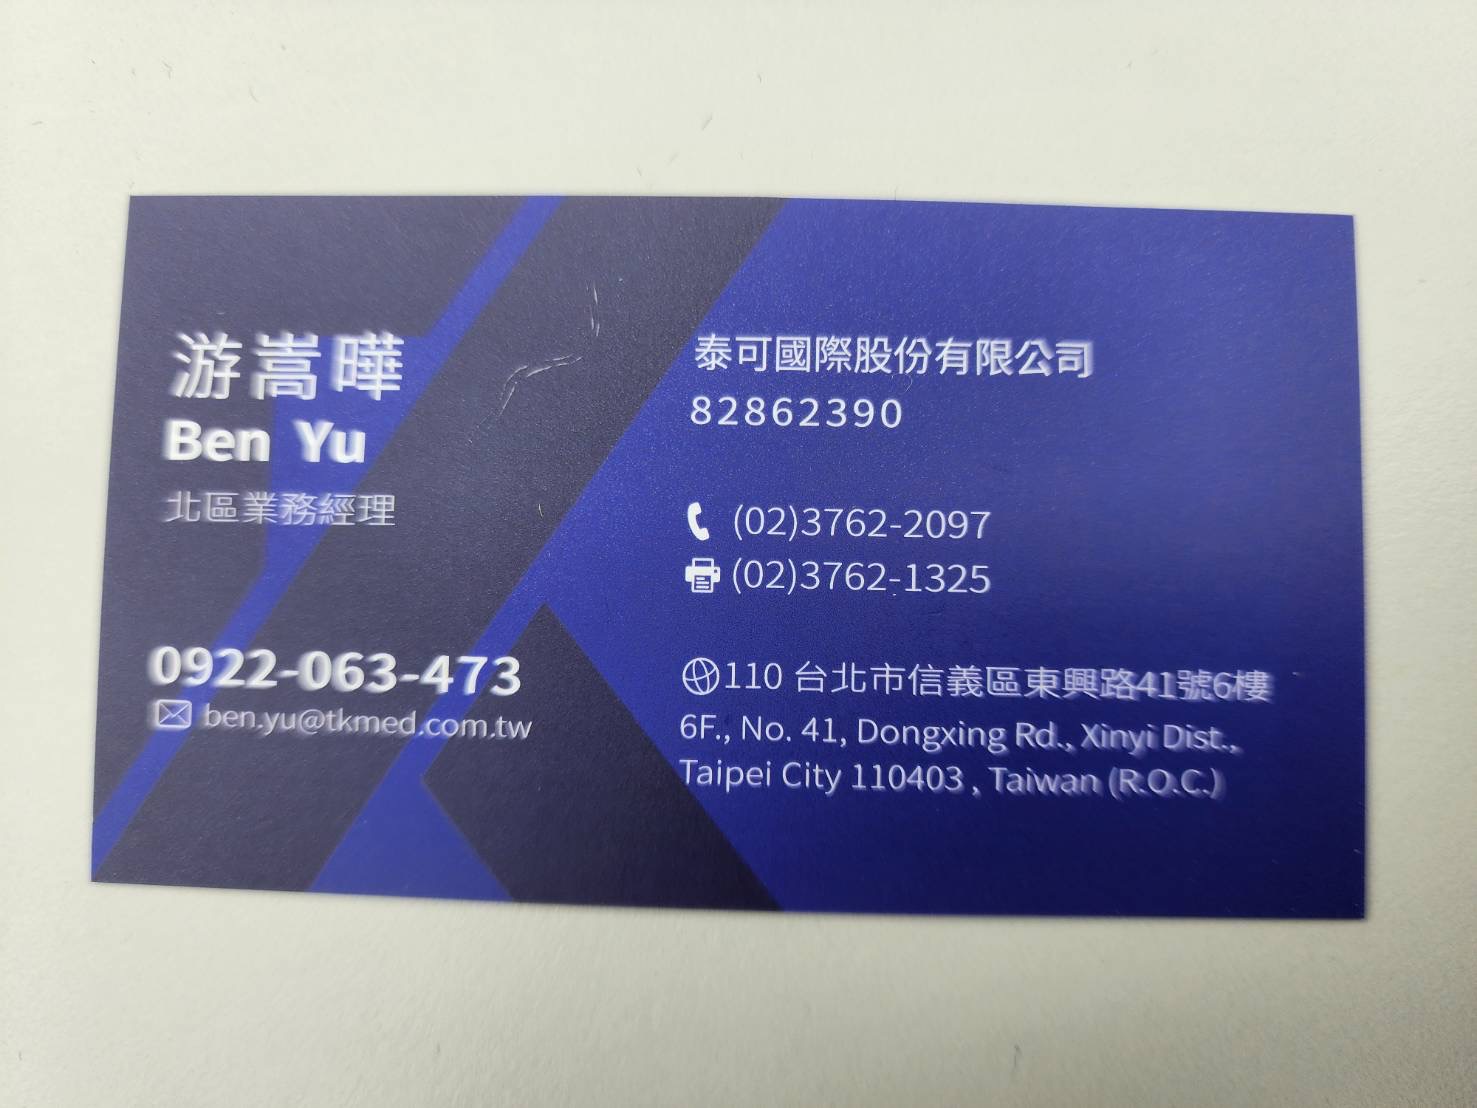 游嵩曄
Ben Yu
北區業務經理
0922-063-473
ben.yu@tkmed.com.tw
泰可國際股份有限公司
82862390
(02)3762-2097
(02)3762-1325
110 台北市信義區東興路41號6樓
6F., No. 41, Dongxing Rd., Xinyi Dist.,
Taipei City 110403 , Taiwan (R.O.C.)